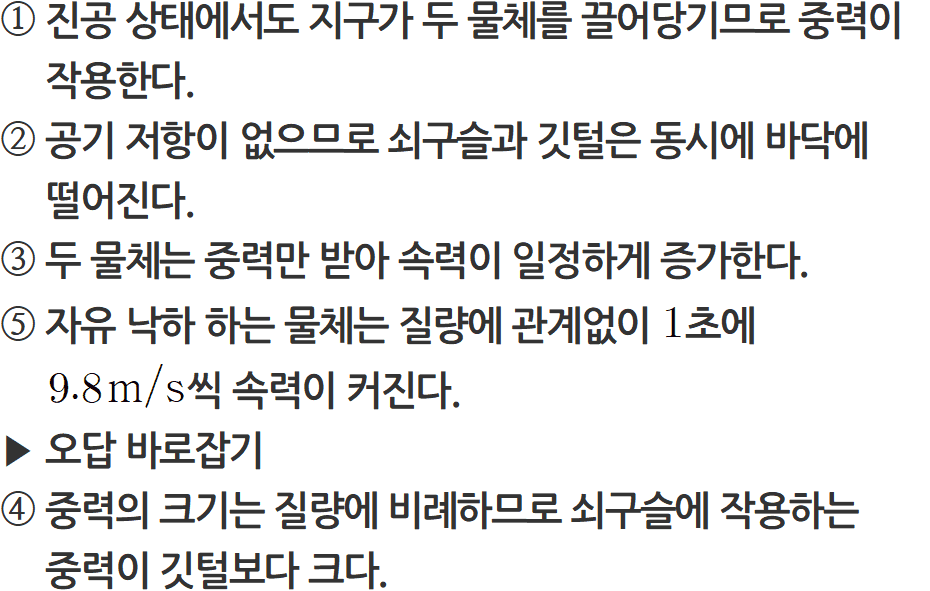 ① 진공 상태에서도 지구가 두 물체를 끌어당기므로 중력이
작용한다.
② 공기 저항이 없으므로 쇠구슬과 깃털은 동시에 바닥에
떨어진다.
③ 두 물체는 중력만 받아 속력이 일정하게 증가한다.
⑤ 자유 낙하 하는 물체는 질량에 관계없이 1초에
9.8m/s씩 속력이 커진다.
▶ 오답 바로잡기
④ 중력의 크기는 질량에 비례하므로 쇠구슬에 작용하는
중력이 깃털보다 크다.